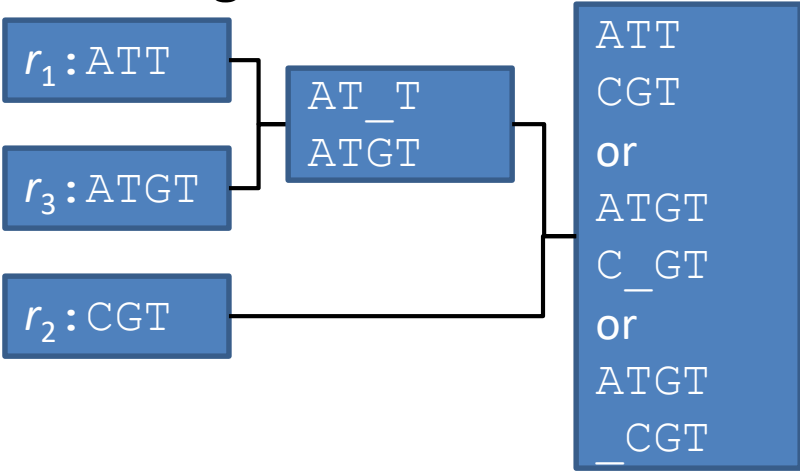 r₁:ATT
r₃:ATGT
r₂:CGT
AT_T
ATGT
ATT
CGT
or
ATGT
C_GT
or
ATGT
_CGT